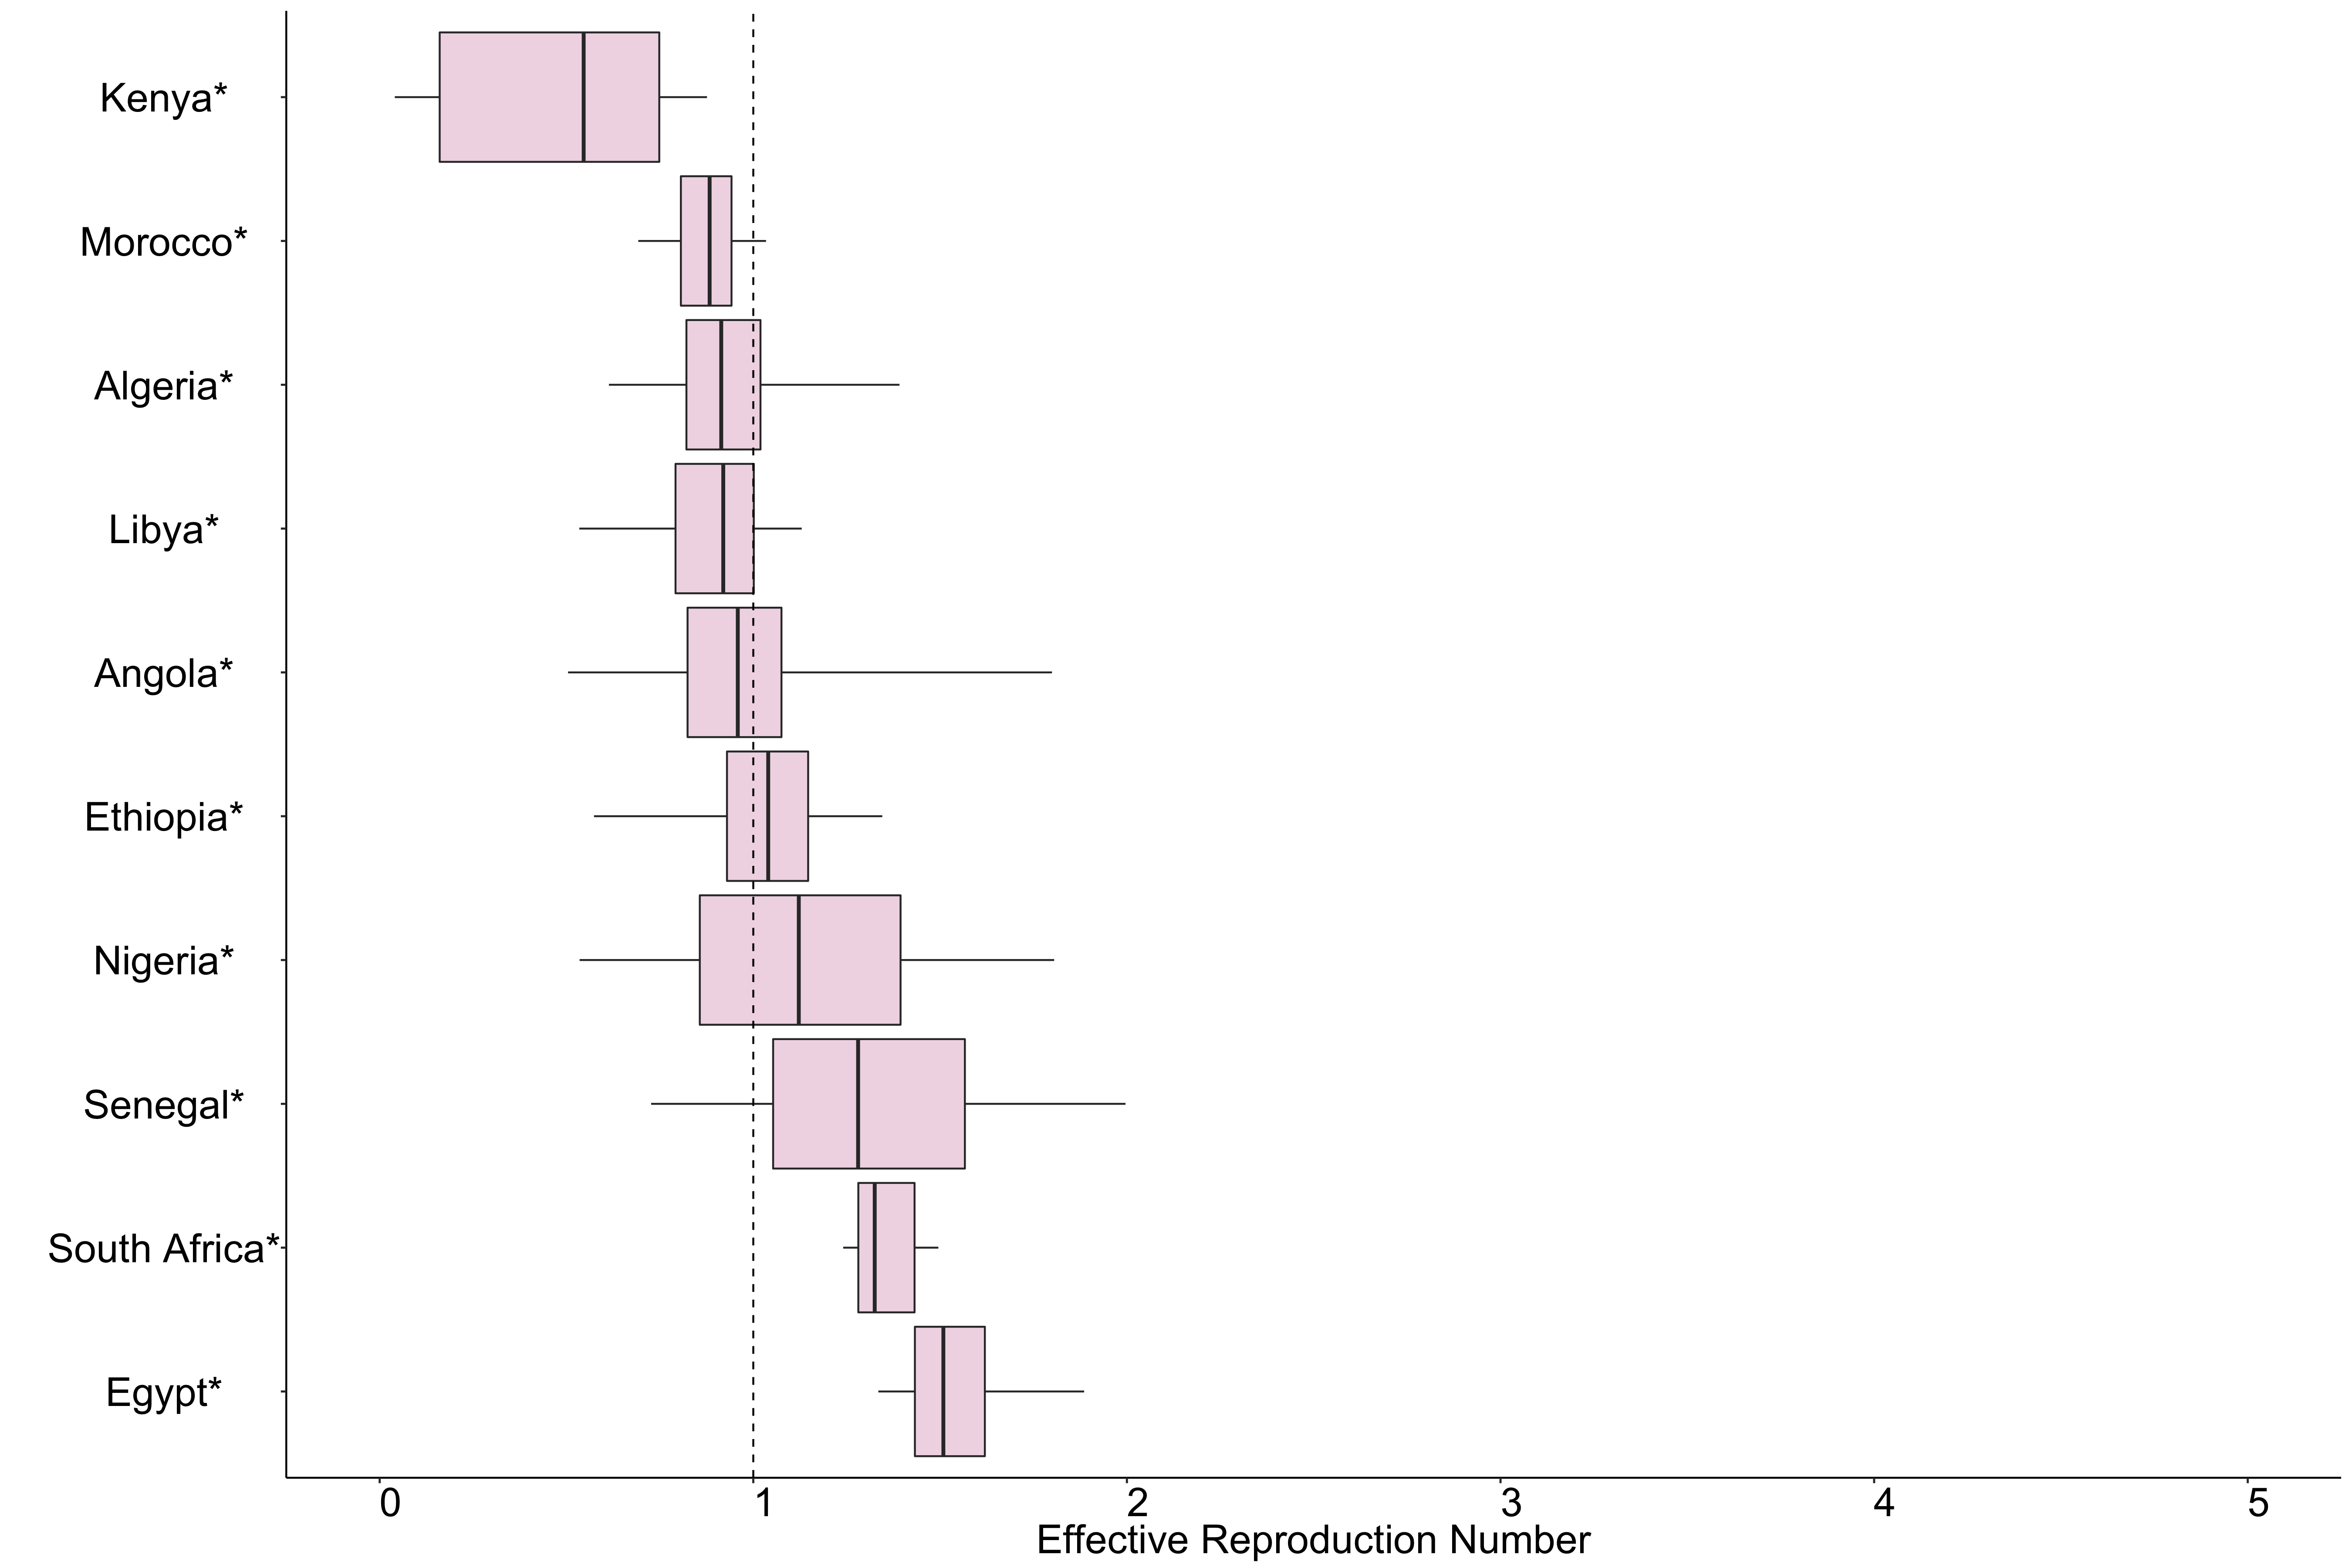 Kenya*
Morocco*
Algeria*
Libya*
Angola*
Ethiopia*
Nigeria*
Senegal*
South Africa*
Egypt*
0 1 2 3 4 5
Effective Reproduction Number